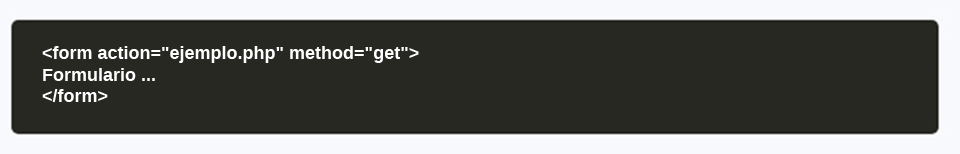 <form action="ejemplo.php" method="get">
Formulario ...
</form>